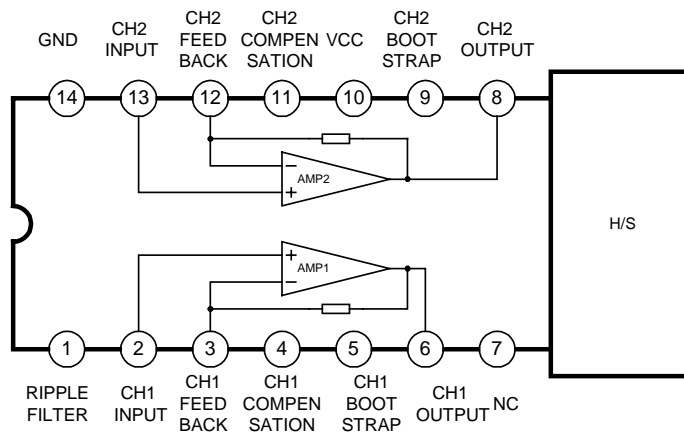 GND
CH2
INPUT
CH2
FEED
BACK
CH2
COMPEN
SATION
VCC
CH2
BOOT
STRAP
CH2
OUTPUT
14
13
12
11
10
9
8
−
+
AMP2
H/S
+
−
AMP1
1
2
3
4
5
6
7
RIPPLE
FILTER
CH1
INPUT
CH1
FEED
BACK
CH1
COMPEN
SATION
CH1
BOOT
STRAP
CH1
OUTPUT
NC